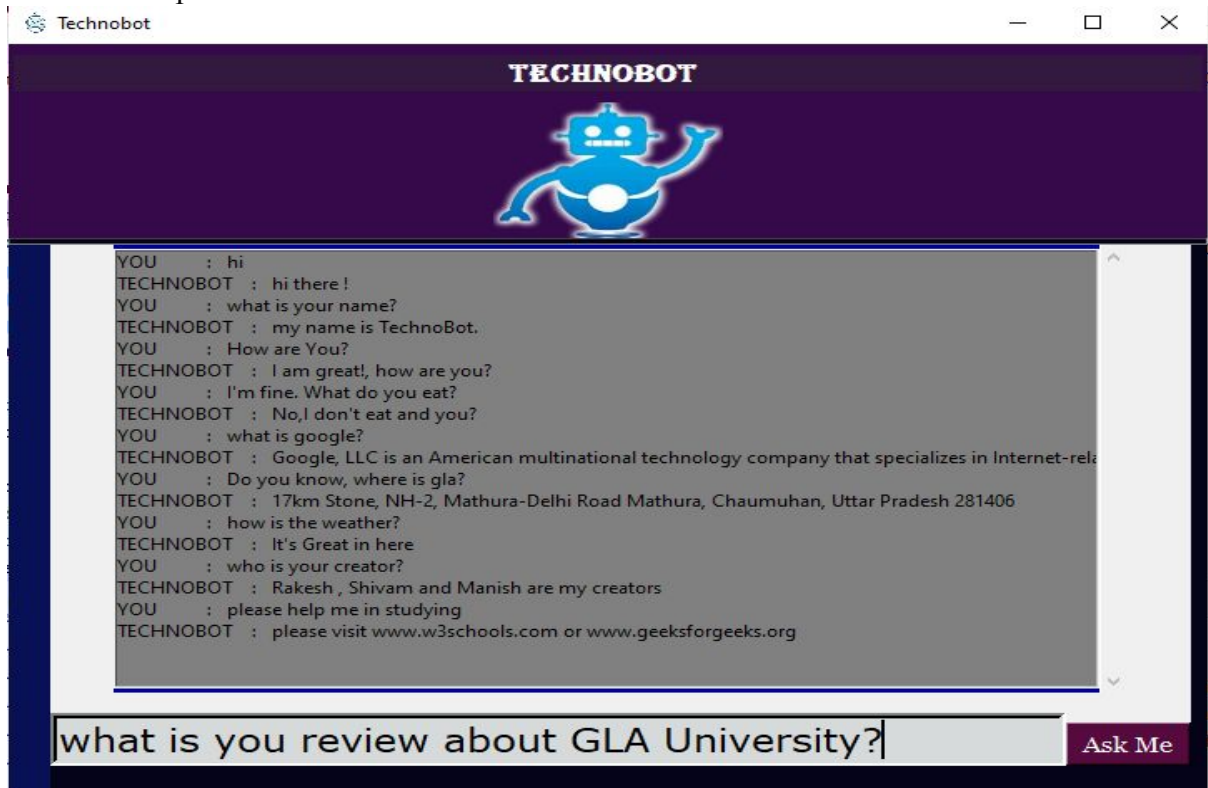 Technobot
TECHNOBOT
YOU : hi
TECHNOBOT : hi there !
YOU : what is your name?
TECHNOBOT : my name is TechnoBot.
YOU : How are You?
TECHNOBOT : I am great!, how are you?
YOU : I'm fine. What do you eat?
TECHNOBOT : No,I don't eat and you?
YOU : what is google?
TECHNOBOT : Google, LLC is an American multinational technology company that specializes in Internet-rela
YOU : Do you know, where is gla?
TECHNOBOT : 17km Stone, NH-2, Mathura-Delhi Road Mathura, Chaumuhan, Uttar Pradesh 281406
YOU : how is the weather?
TECHNOBOT : It's Great in here
YOU : who is your creator?
TECHNOBOT : Rakesh , Shivam and Manish are my creators
YOU : please help me in studying
TECHNOBOT : please visit www.w3schools.com or www.geeksforgeeks.org
what is you review about GLA University?
Ask Me